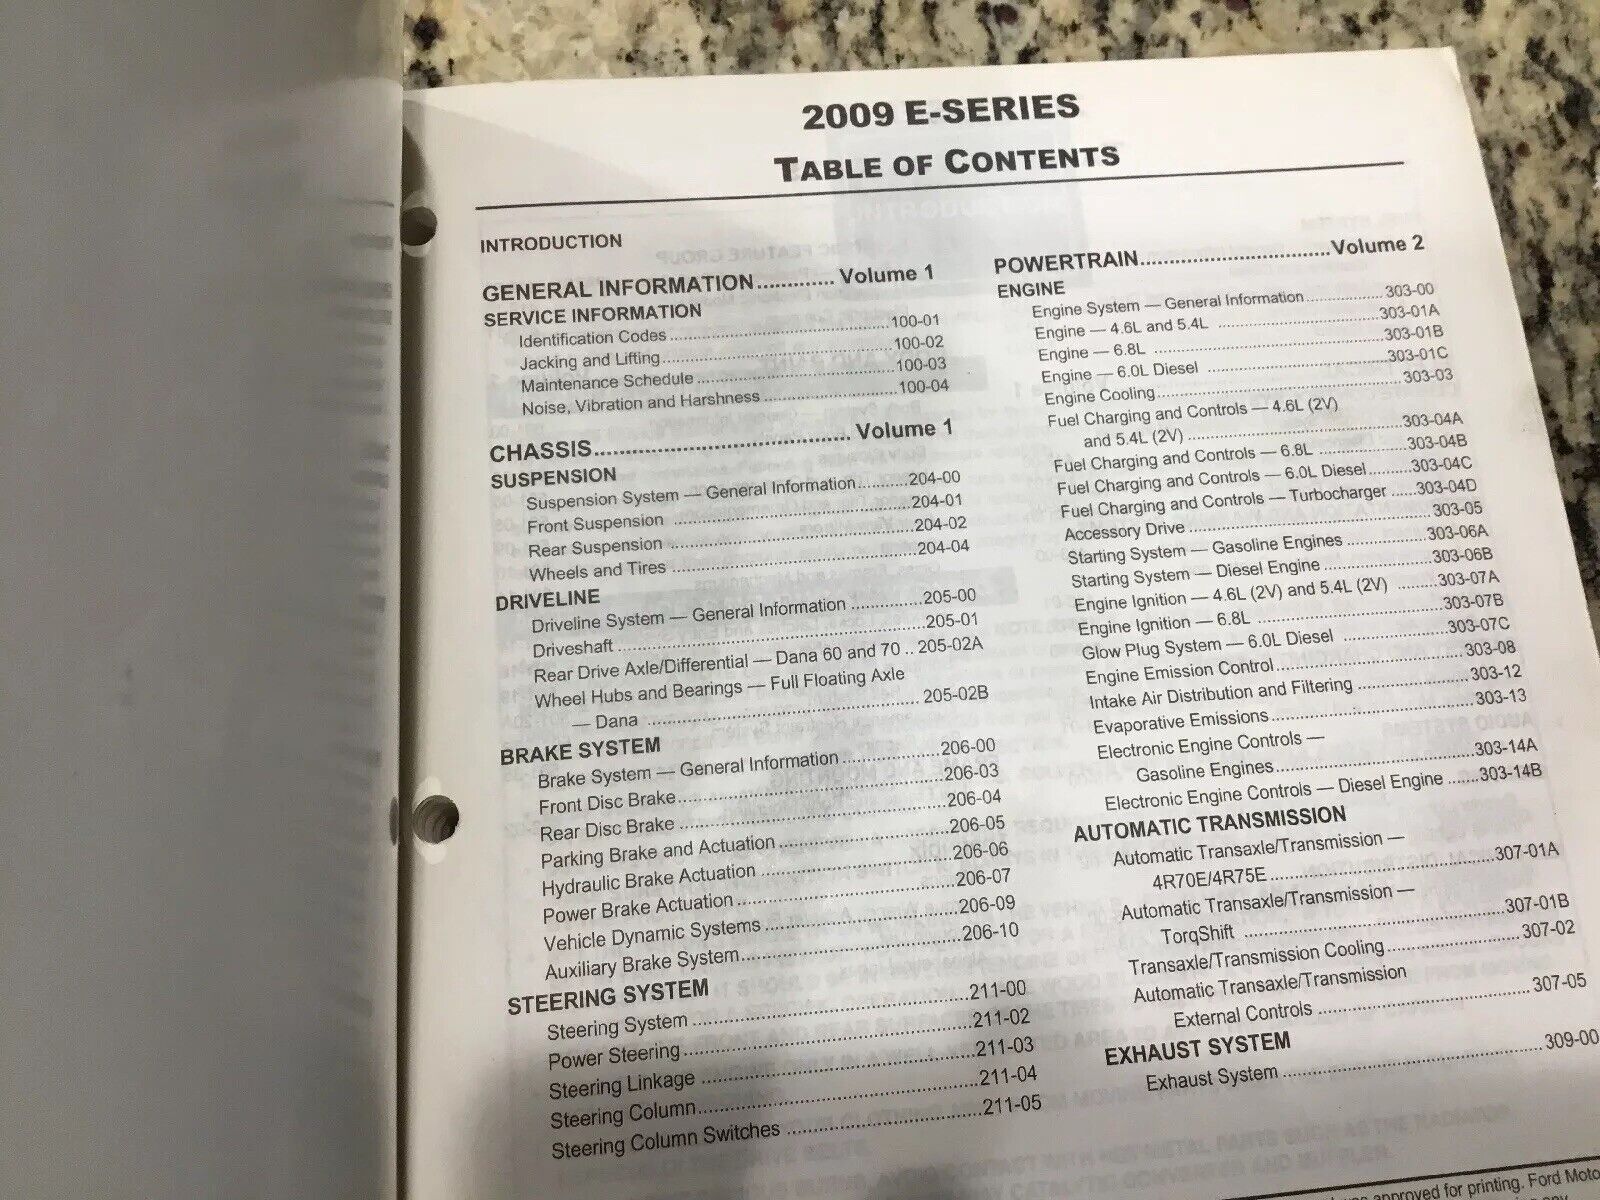 2009 E-SERIES
TABLE OF CONTENTS
INTRODUCTION
GENERAL INFORMATION............. Volume 1
SERVICE INFORMATION
Identification Codes ........ 100-01
Jacking and Lifting ........ 100-02
Maintenance Schedule ........ 100-03
Noise, Vibration and Harshness ........ 100-04
CHASSIS........ Volume 1
SUSPENSION
Suspension System — General Information ........ 204-00
Front Suspension ........ 204-01
Rear Suspension ........ 204-02
Wheels and Tires ........ 204-04
DRIVELINE
Driveline System — General Information ........ 205-00
Driveshaft ........ 205-01
Rear Drive Axle/Differential — Dana 60 and 70 .. 205-02A
Wheel Hubs and Bearings — Full Floating Axle
— Dana ........ 205-02B
BRAKE SYSTEM
Brake System — General Information ........ 206-00
Front Disc Brake ........ 206-03
Rear Disc Brake ........ 206-04
Parking Brake and Actuation ........ 206-05
Hydraulic Brake Actuation ........ 206-06
Power Brake Actuation ........ 206-07
Vehicle Dynamic Systems ........ 206-09
Auxiliary Brake System ........ 206-10
STEERING SYSTEM
Steering System ........ 211-00
Power Steering ........ 211-02
Steering Linkage ........ 211-03
Steering Column ........ 211-04
Steering Column Switches ........ 211-05
POWERTRAIN........ Volume 2
ENGINE
Engine System — General Information ........ 303-00
Engine — 4.6L and 5.4L ........ 303-01A
Engine — 6.8L ........ 303-01B
Engine — 6.0L Diesel ........ 303-01C
Engine Cooling ........ 303-03
Fuel Charging and Controls — 4.6L (2V)
and 5.4L (2V) ........ 303-04A
Fuel Charging and Controls — 6.8L ........ 303-04B
Fuel Charging and Controls — 6.0L Diesel ........ 303-04C
Fuel Charging and Controls — Turbocharger ...... 303-04D
Accessory Drive ........ 303-05
Starting System — Gasoline Engines ........ 303-06A
Starting System — Diesel Engine ........ 303-06B
Engine Ignition — 4.6L (2V) and 5.4L (2V) ........ 303-07A
Engine Ignition — 6.8L ........ 303-07B
Glow Plug System — 6.0L Diesel ........ 303-07C
Engine Emission Control ........ 303-08
Intake Air Distribution and Filtering ........ 303-12
Evaporative Emissions ........ 303-13
Electronic Engine Controls —
Gasoline Engines ........ 303-14A
Electronic Engine Controls — Diesel Engine ....... 303-14B
AUTOMATIC TRANSMISSION
Automatic Transaxle/Transmission —
4R70E/4R75E ........ 307-01A
Automatic Transaxle/Transmission —
TorqShift ........ 307-01B
Transaxle/Transmission Cooling ........ 307-02
Automatic Transaxle/Transmission
External Controls ........ 307-05
EXHAUST SYSTEM
Exhaust System ........ 309-00
approved for printing. Ford Moto